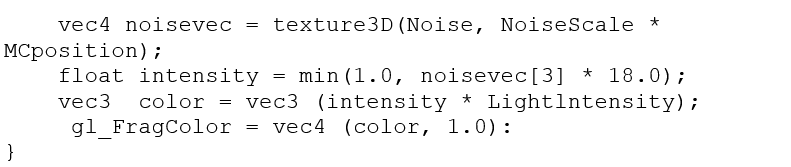 vec4 noisevec = texture3D(Noise, NoiseScale *
MCposition);
float intensity = min(1.0, noisevec[3] * 18.0);
vec3  color = vec3 (intensity * Lightlntensity);
gl_FragColor = vec4 (color, 1.0):
}